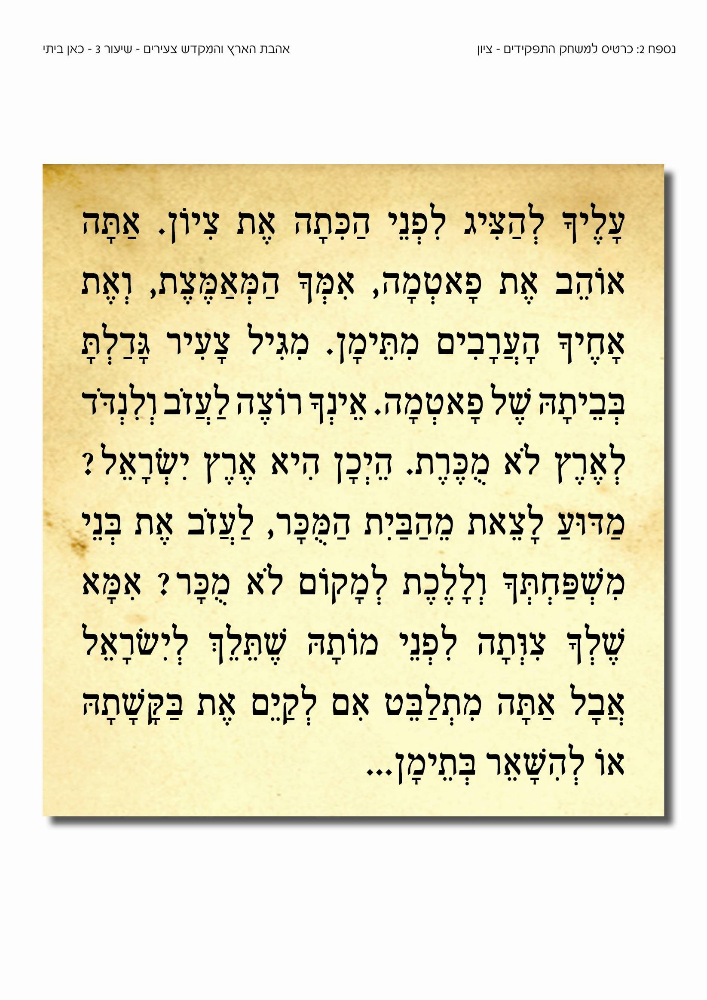 נספח 2: כרטיס למשחק התפקידים - ציון
אהבת הארץ והמקדש צעירים - שיעור 3 - כאן ביתי
עָלֶיךָ לְהַצִּיג לִפְנֵי הַכִּתָה אֶת צִיוֹן. אַתָּה
אוֹהֵב אֶת פָאטְמָה, אִמְּךָ הַמְּאַמֶּצֶת, וְאֶת
אָחֶיךָ הָעֲרָבִים מִתֵּימָן. מִגִּיל צָעִיר גָּדַלְתָּ
בְּבֵיתָהּ שֶׁל פָאטְמָה. אֵינְךָ רוֹצֶה לַעֲזֹב וְלִנְדֹּד
לְאֶרֶץ לֹא מֻכֶּרֶת. הֵיְכָן הִיא אֶרֶץ יִשְׂרָאֵל?
מַדּוּעַ לָצֵאת מֵהַבַּיִת הַמֻּכָּר, לַעֲזֹב אֶת בְּנֵי
מִשְׁפַּחְתְּךָ וְלָלֶכֶת לְמָקוֹם לֹא מֻכָּר? אִמָּא
שֶׁלְךָ צִוְּתָה לִפְנֵי מוֹתָהּ שֶׁתֵּלֵךְ לְיִשׂרָאֵל
אֲבָל אַתָּה מִתְלַבֵּט אִם לְקַיֵּם אֶת בַּקָּשָׁתָהּ
אוֹ לְהִשָּׁאֵר בְּתֵימָן...